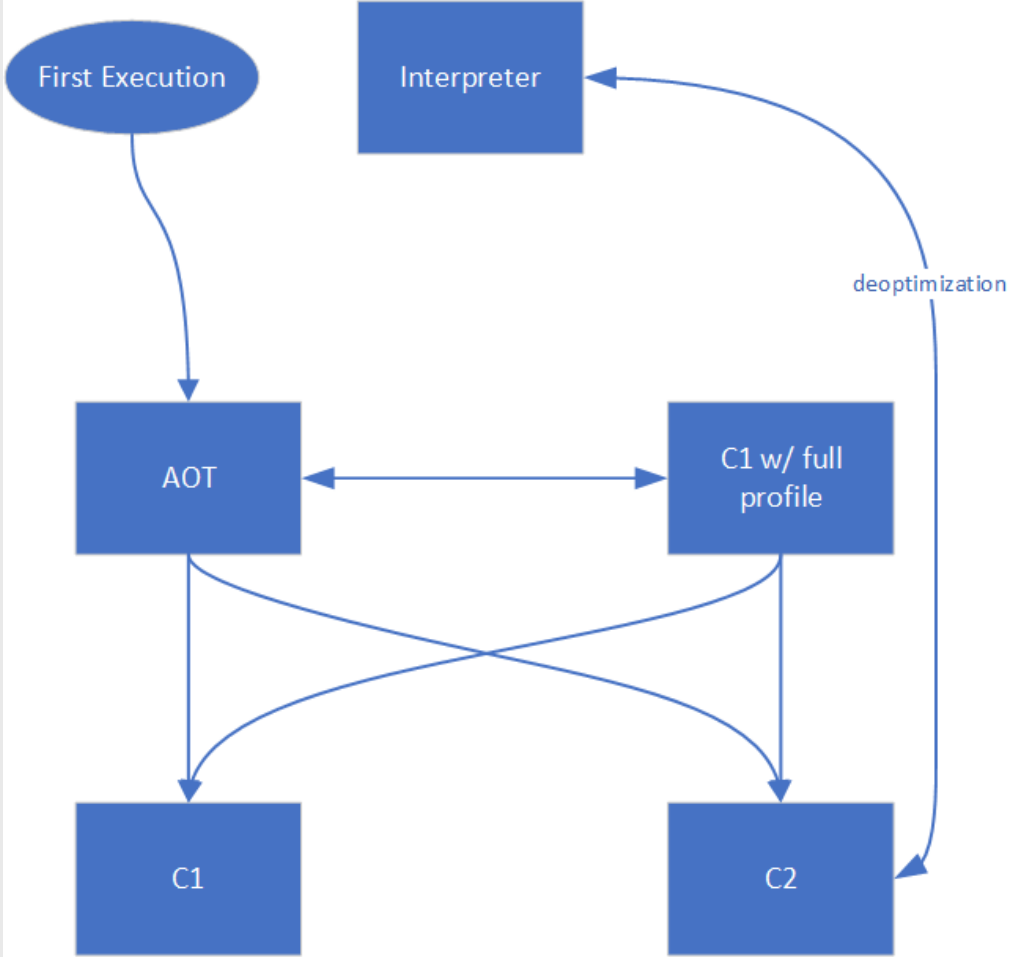 First Execution
Interpreter
deoptimization
AOT
C1 w/ full
profile
C1
C2